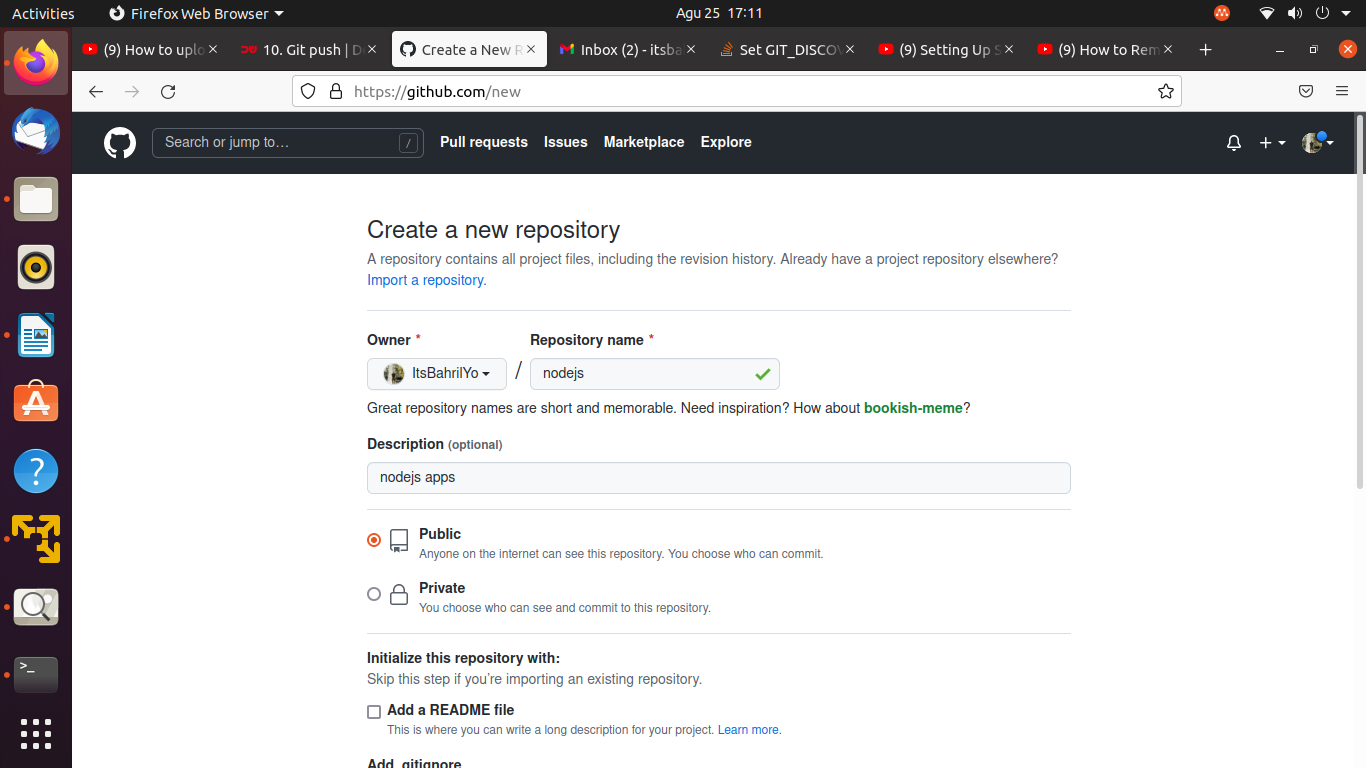 Activities
Firefox Web Browser
Agu 25 17:11
(9) How to uplo
10. Git push | D
Create a New R
Inbox (2) - itsba
Set GIT_DISCOV
(9) Setting Up S
(9) How to Rem
https://github.com/new
Search or jump to…
/
Pull requests
Issues
Marketplace
Explore
Create a new repository
A repository contains all project files, including the revision history. Already have a project repository elsewhere?
Import a repository.
Owner *
Repository name *
ItsBahrilYo
/
nodejs
Great repository names are short and memorable. Need inspiration? How about bookish-meme?
Description (optional)
nodejs apps
Public
Anyone on the internet can see this repository. You choose who can commit.
Private
You choose who can see and commit to this repository.
Initialize this repository with:
Skip this step if you're importing an existing repository.
Add a README file
This is where you can write a long description for your project. Learn more.
Add .gitignore